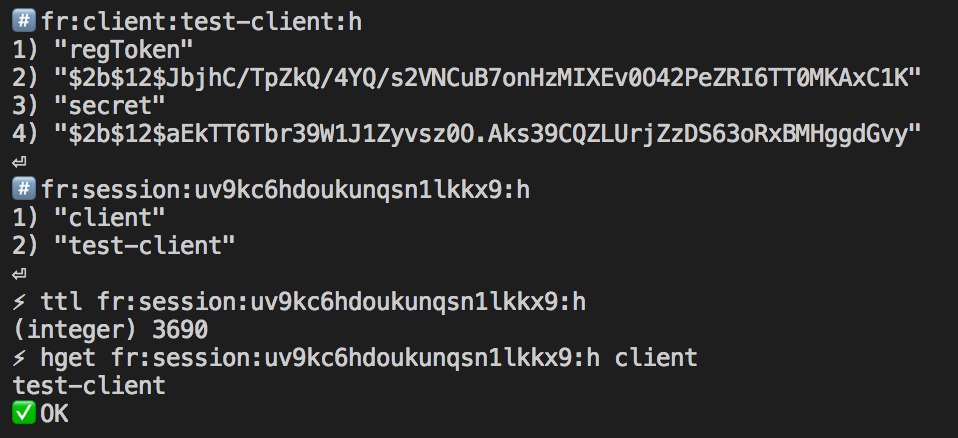 #️⃣fr:client:test-client:h
1) "regToken"
2) "$2b$12$JbjhC/TpZkQ/4YQ/s2VNCuB7onHzMIXEv0O42PeZRI6TT0MKAxC1K"
3) "secret"
4) "$2b$12$aEkTT6Tbr39W1J1Zyvsz0O.Aks39CQZLUrjZzDS63oRxBMHggdGvy"
⏎
#️⃣fr:session:uv9kc6hdoukunqsn1lkkx9:h
1) "client"
2) "test-client"
⏎
⚡ ttl fr:session:uv9kc6hdoukunqsn1lkkx9:h
(integer) 3690
⚡ hget fr:session:uv9kc6hdoukunqsn1lkkx9:h client
test-client
✅OK